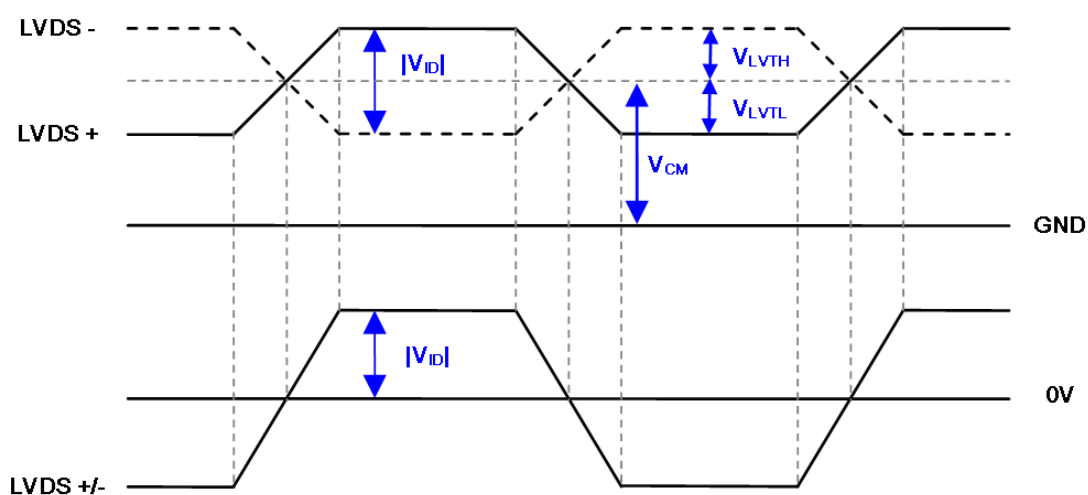 LVDS -
|VID|
VLVTH
VLVTL
LVDS +
VCM
GND
|VID|
0V
LVDS +/-